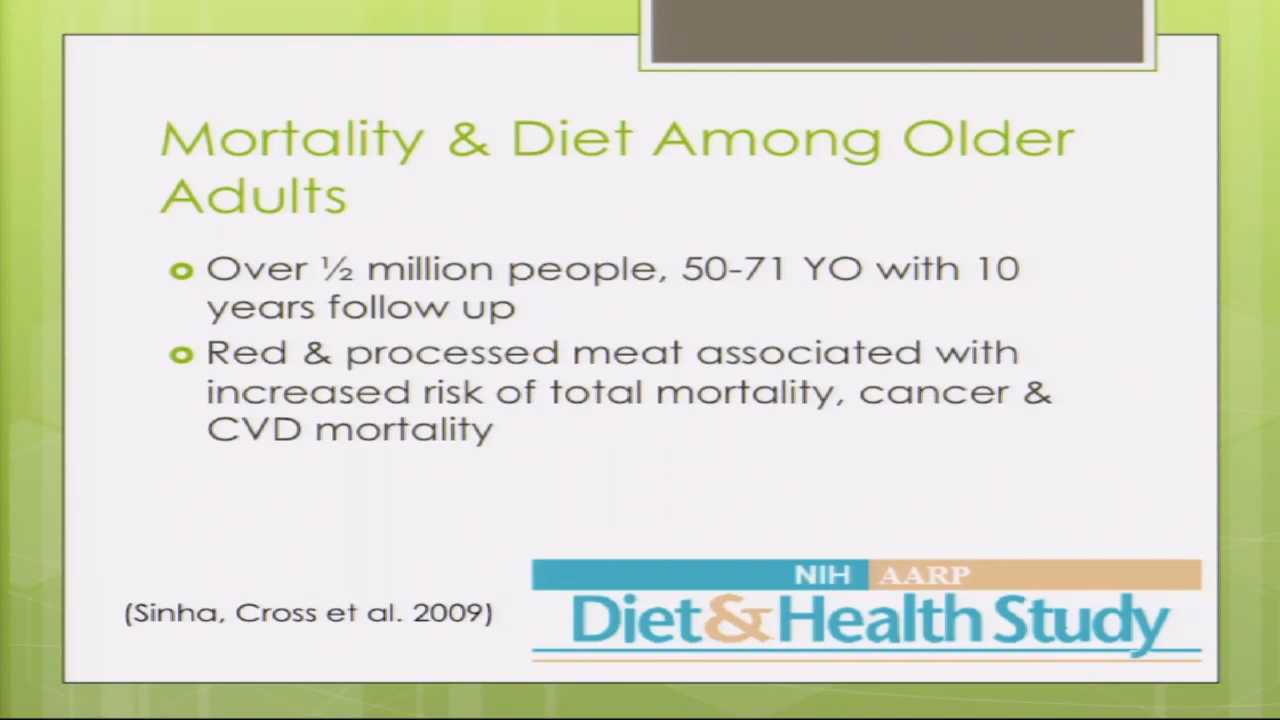 Mortality & Diet Among Older
Adults
Over ½ million people, 50-71 YO with 10
years follow up
Red & processed meat associated with
increased risk of total mortality, cancer &
CVD mortality
(Sinha, Cross et al. 2009)
NIH AARP
Diet & Health Study